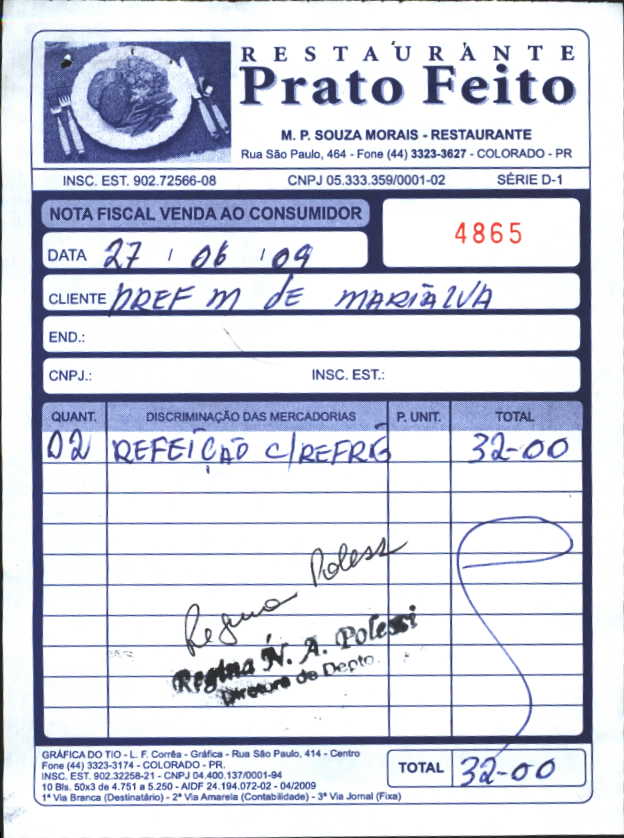 RESTAURANTE
Prato Feito
M. P. SOUZA MORAIS - RESTAURANTE
Rua São Paulo, 464 - Fone (44) 3323-3627 - COLORADO - PR
INSC. EST. 902.72566-08 CNPJ 05.333.359/0001-02 SÉRIE D-1
NOTA FISCAL VENDA AO CONSUMIDOR
4865
DATA 27 / 06 / 09
CLIENTE PREF M de MARIALVA
END.:
CNPJ.: INSC. EST.:
QUANT. DISCRIMINAÇÃO DAS MERCADORIAS P. UNIT. TOTAL
02 REFEIÇÃO C/REFRG 32-00
Regina Polessi
Regina N. A. Polessi
Diretora de Depto.
GRÁFICA DO TIO - L. F. Corrêa - Gráfica - Rua São Paulo, 414 - Centro
Fone (44) 3323-3174 - COLORADO - PR.
INSC. EST. 902.32258-21 - CNPJ 04.400.137/0001-94
10 Bls. 50x3 de 4.751 a 5.250 - AIDF 24.194.072-02 - 04/2009
1ª Via Branca (Destinatário) - 2ª Via Amarela (Contabilidade) - 3ª Via Jornal (Fixa)
TOTAL 32-00